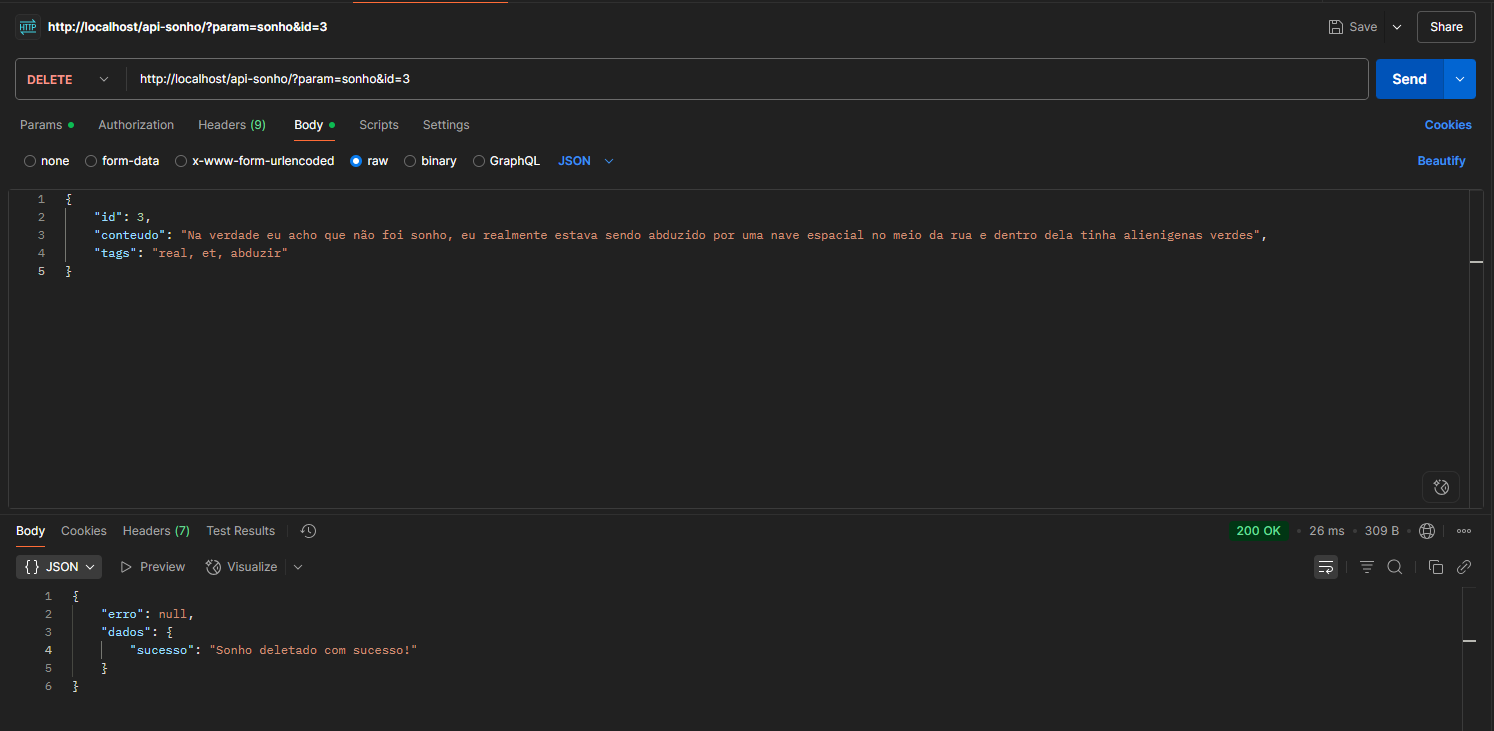 HTTP http://localhost/api-sonho/?param=sonho&id=3 Save Share
DELETE http://localhost/api-sonho/?param=sonho&id=3 Send
Params Authorization Headers (9) Body Scripts Settings Cookies
none form-data x-www-form-urlencoded raw binary GraphQL JSON Beautify
1 {
2 "id": 3,
3 "conteudo": "Na verdade eu acho que não foi sonho, eu realmente estava sendo abduzido por uma nave espacial no meio da rua e dentro dela tinha alienigenas verdes",
4 "tags": "real, et, abduzir"
5 }
Body Cookies Headers (7) Test Results 200 OK • 26 ms • 309 B •
{} JSON Preview Visualize
1 {
2 "erro": null,
3 "dados": {
4 "sucesso": "Sonho deletado com sucesso!"
5 }
6 }